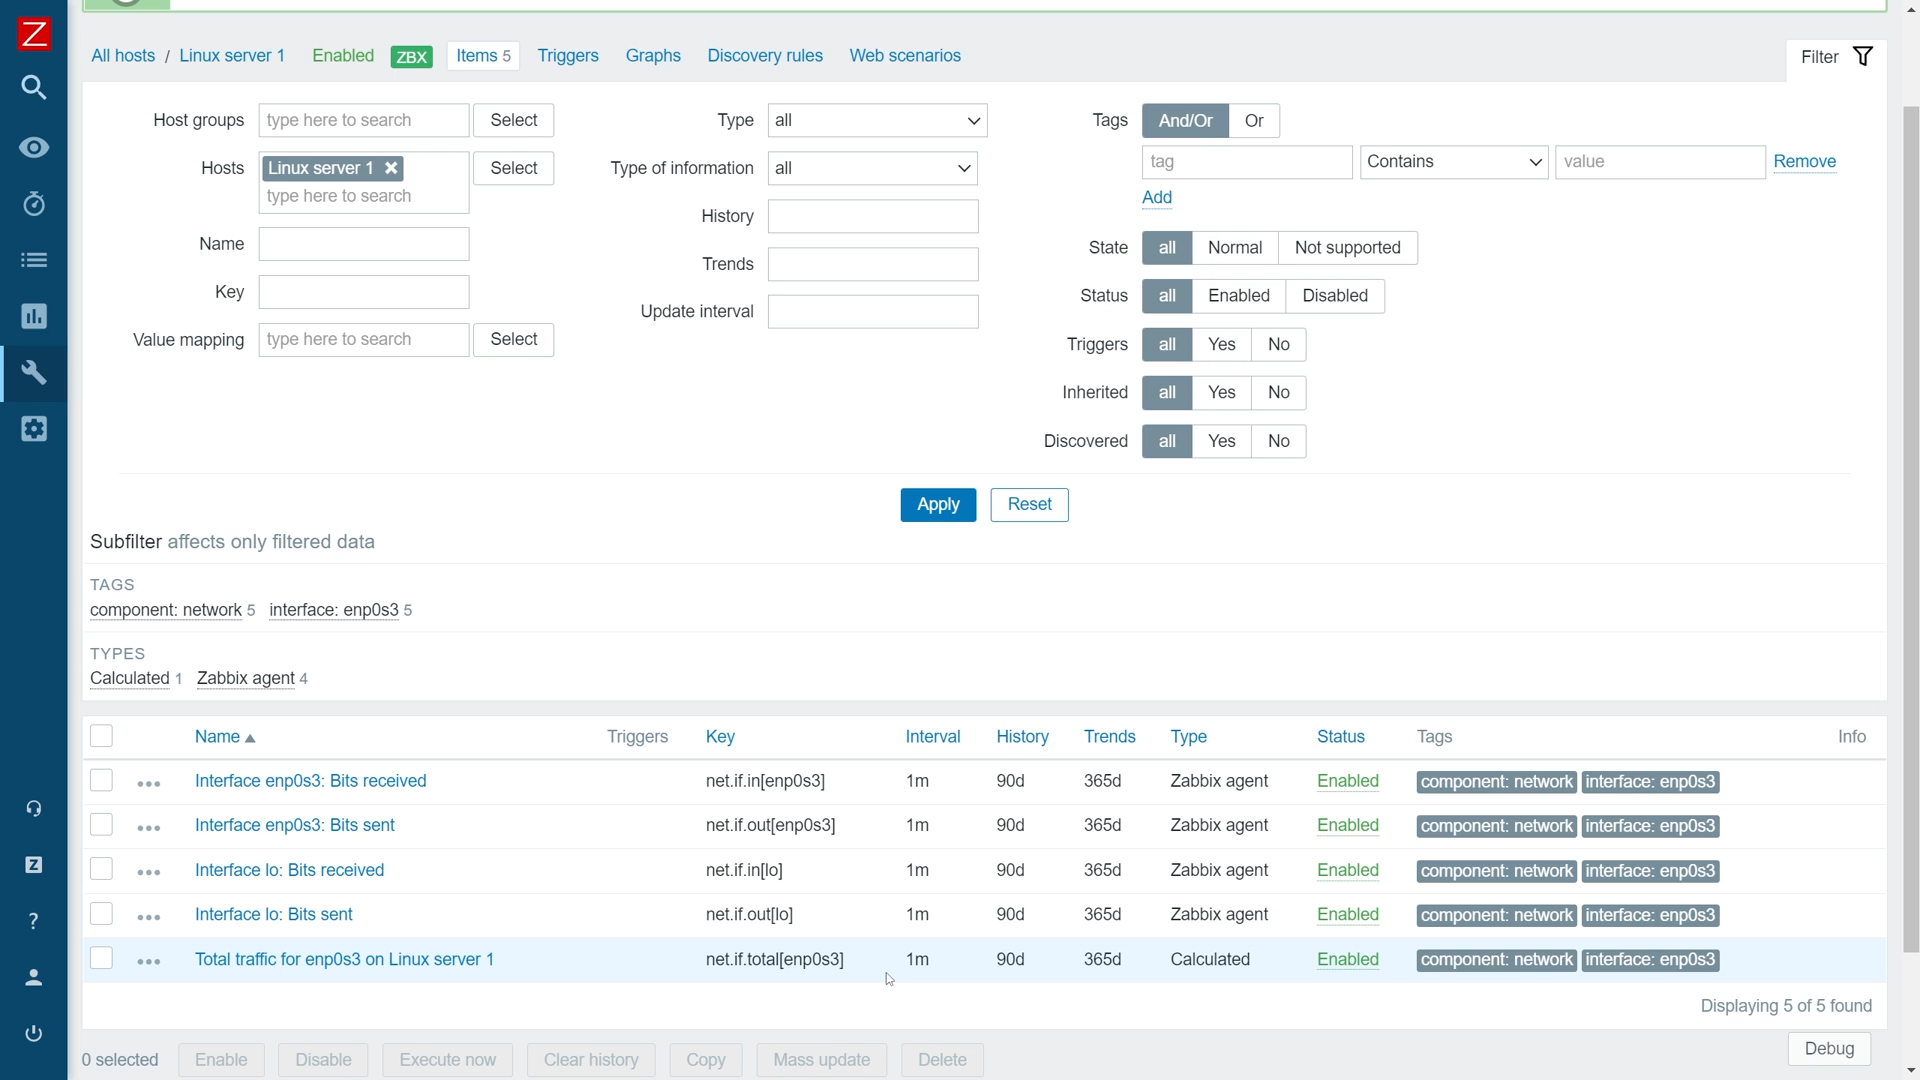 Z
All hosts / Linux server 1 Enabled ZBX Items 5 Triggers Graphs Discovery rules Web scenarios Filter
Host groups type here to search Select Type all Tags And/Or Or
Hosts Linux server 1 type here to search Select Type of information all tag Contains value Remove
Add
History
Name State all Normal Not supported
Trends
Key Status all Enabled Disabled
Update interval
Value mapping type here to search Select Triggers all Yes No
Inherited all Yes No
Discovered all Yes No
Apply Reset
Subfilter affects only filtered data
TAGS
component: network 5 interface: enp0s3 5
TYPES
Calculated 1 Zabbix agent 4
Name Triggers Key Interval History Trends Type Status Tags Info
Interface enp0s3: Bits received net.if.in[enp0s3] 1m 90d 365d Zabbix agent Enabled component: network interface: enp0s3
Interface enp0s3: Bits sent net.if.out[enp0s3] 1m 90d 365d Zabbix agent Enabled component: network interface: enp0s3
Interface lo: Bits received net.if.in[lo] 1m 90d 365d Zabbix agent Enabled component: network interface: enp0s3
Interface lo: Bits sent net.if.out[lo] 1m 90d 365d Zabbix agent Enabled component: network interface: enp0s3
Total traffic for enp0s3 on Linux server 1 net.if.total[enp0s3] 1m 90d 365d Calculated Enabled component: network interface: enp0s3
Displaying 5 of 5 found
0 selected Enable Disable Execute now Clear history Copy Mass update Delete Debug
Z
?